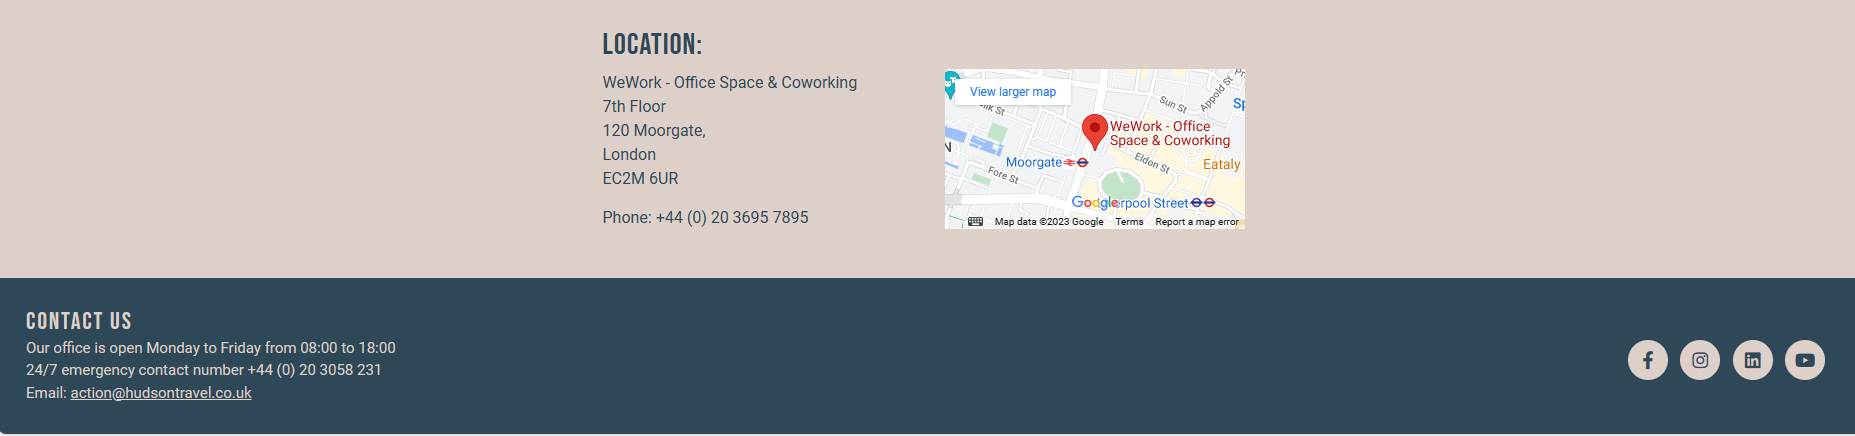 LOCATION:
WeWork - Office Space & Coworking
7th Floor
120 Moorgate,
London
EC2M 6UR
Phone: +44 (0) 20 3695 7895
View larger map
Sun St
Appold St
WeWork - Office
Space & Coworking
Moorgate
Eldon St
Eataly
Fore St
Google
erpool Street
Map data ©2023 Google
Terms
Report a map error
CONTACT US
Our office is open Monday to Friday from 08:00 to 18:00
24/7 emergency contact number +44 (0) 20 3058 231
Email: action@hudsontravel.co.uk